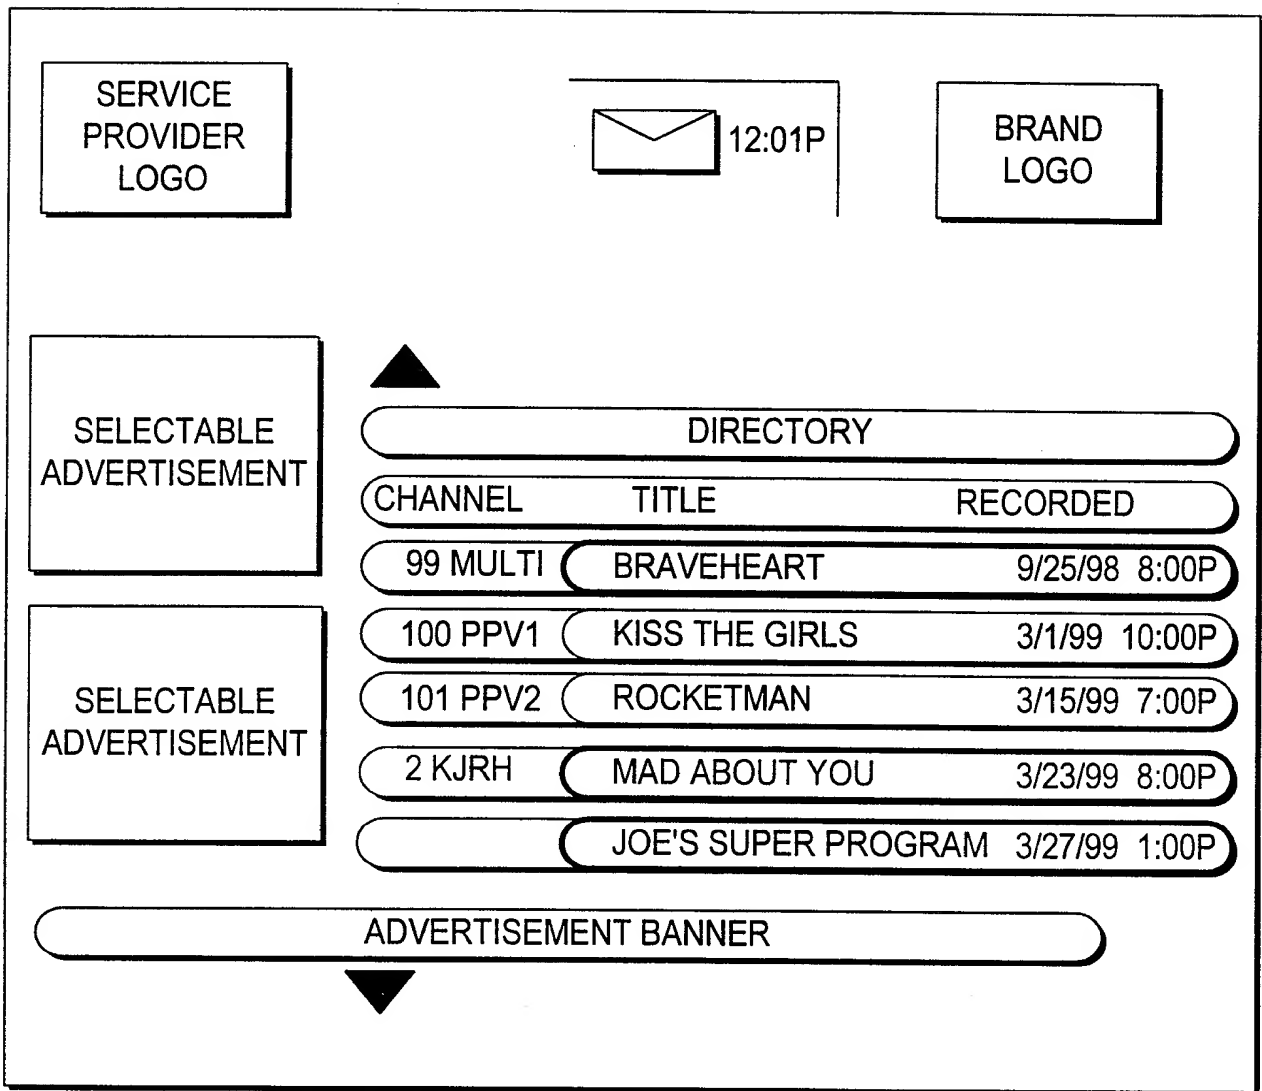 SERVICE
PROVIDER
LOGO
12:01P
BRAND
LOGO
SELECTABLE
ADVERTISEMENT
DIRECTORY
CHANNEL TITLE RECORDED
99 MULTI BRAVEHEART 9/25/98 8:00P
100 PPV1 KISS THE GIRLS 3/1/99 10:00P
101 PPV2 ROCKETMAN 3/15/99 7:00P
2 KJRH MAD ABOUT YOU 3/23/99 8:00P
JOE'S SUPER PROGRAM 3/27/99 1:00P
SELECTABLE
ADVERTISEMENT
ADVERTISEMENT BANNER